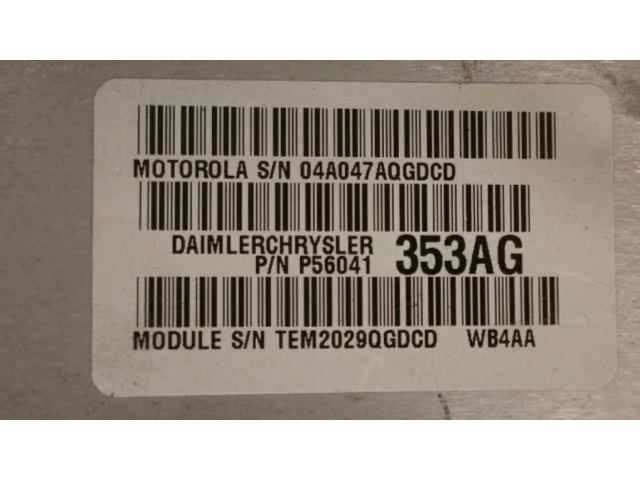 MOTOROLA S/N 04A047AQGDCD
DAIMLERCHRYSLER
P/N P56041 353AG
MODULE S/N TEM2029QGDCD WB4AA